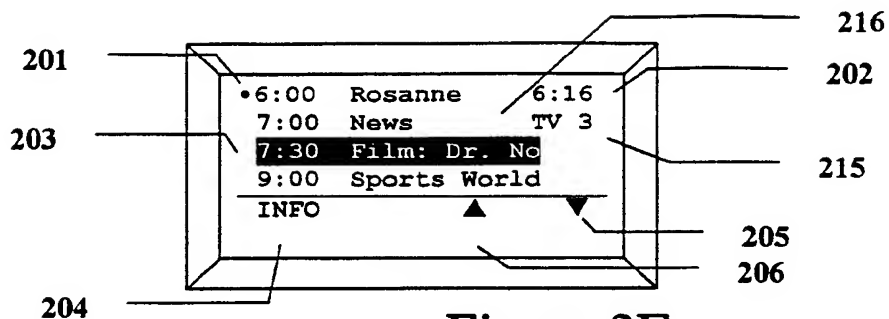 216
201
202
•6:00 Rosanne 6:16
7:00 News TV 3
203
7:30 Film: Dr. No
215
9:00 Sports World
INFO ▲ ▼
205
206
204
Figure